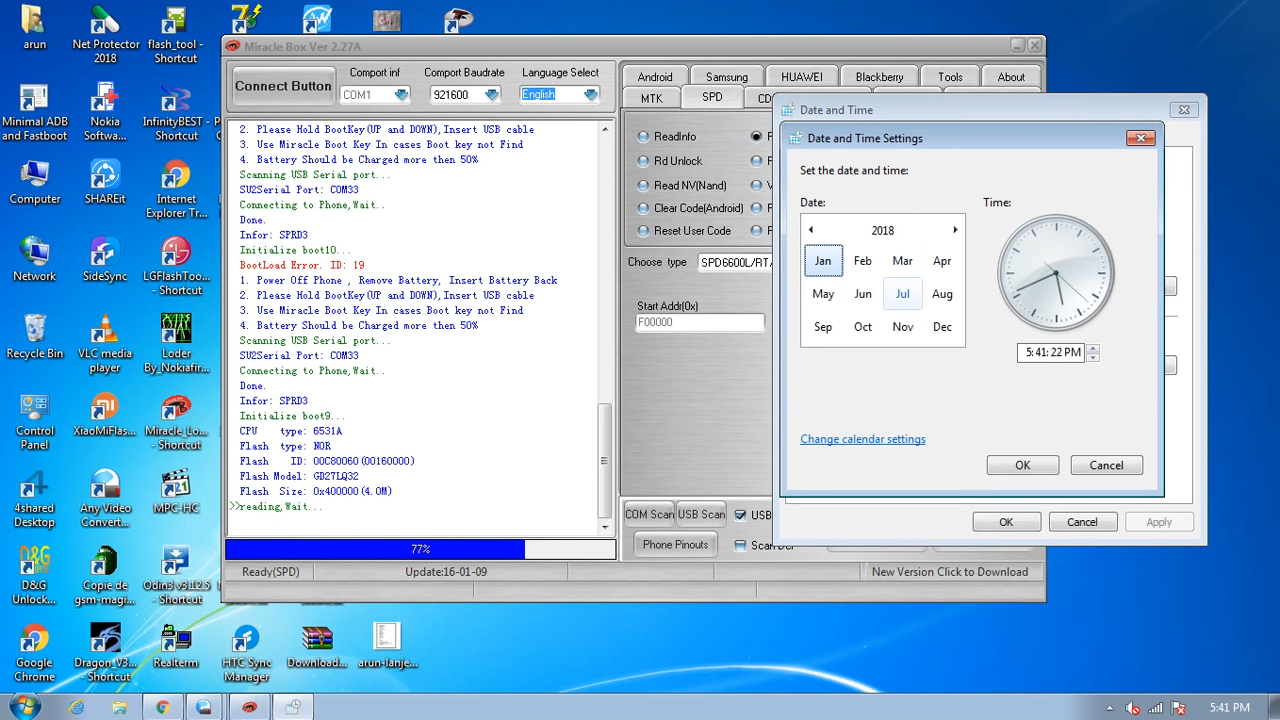 arun
Net Protector
2018
flash_tool -
Shortcut
Minimal ADB
and Fastboot
Nokia
Softwa...
InfinityBEST -
Shortcut
Computer
SHAREit
Internet
Explorer Tr...
Network
SideSync
LGFlashToo...
- Shortcut
Recycle Bin
VLC media
player
Loder
By_Nokiafir...
Control
Panel
XiaoMiFlas...
Miracle_Lo...
- Shortcut
4shared
Desktop
Any Video
Convert...
MPC-HC
D&G
Unlock...
Copie de
gsm-magi...
Odin3 v3.12.5
- Shortcut
Google
Chrome
Dragon_V3...
- Shortcut
Realterm
HTC Sync
Manager
Download...
arun-lanje...
Miracle Box Ver 2.27A
Connect Button
Comport inf
COM1
Comport Baudrate
921600
Language Select
English
2. Please Hold BootKey(UP and DOWN),Insert USB cable
3. Use Miracle Boot Key In cases Boot key not Find
4. Battery Should be Charged more then 50%
Scanning USB Serial port...
SU2Serial Port: COM33
Connecting to Phone,Wait..
Done.
Infor: SPRD3
Initialize boot10...
BootLoad Error. ID: 19
1. Power Off Phone , Remove Battery, Insert Battery Back
2. Please Hold BootKey(UP and DOWN),Insert USB cable
3. Use Miracle Boot Key In cases Boot key not Find
4. Battery Should be Charged more then 50%
Scanning USB Serial port...
SU2Serial Port: COM33
Connecting to Phone,Wait..
Done.
Infor: SPRD3
Initialize boot9...
CPU type: 6531A
Flash type: NOR
Flash ID: 00C80060(00160000)
Flash Model: GD27LQ32
Flash Size: 0x400000(4.0M)
>>reading,Wait...
77%
Ready(SPD)
Update:16-01-09
New Version Click to Download
Android
Samsung
HUAWEI
Blackberry
Tools
About
MTK
SPD
CD
ReadInfo
Rd Unlock
Read NV(Nand)
Clear Code(Android)
Reset User Code
Choose type
SPD6600L/RT/
Start Addr(0x)
F00000
COM Scan
USB Scan
USB
Phone Pinouts
Date and Time
Date and Time Settings
Set the date and time:
Date:
Time:
2018
Jan Feb Mar Apr
May Jun Jul Aug
Sep Oct Nov Dec
5:41:22 PM
Change calendar settings
OK
Cancel
OK
Cancel
Apply
5:41 PM